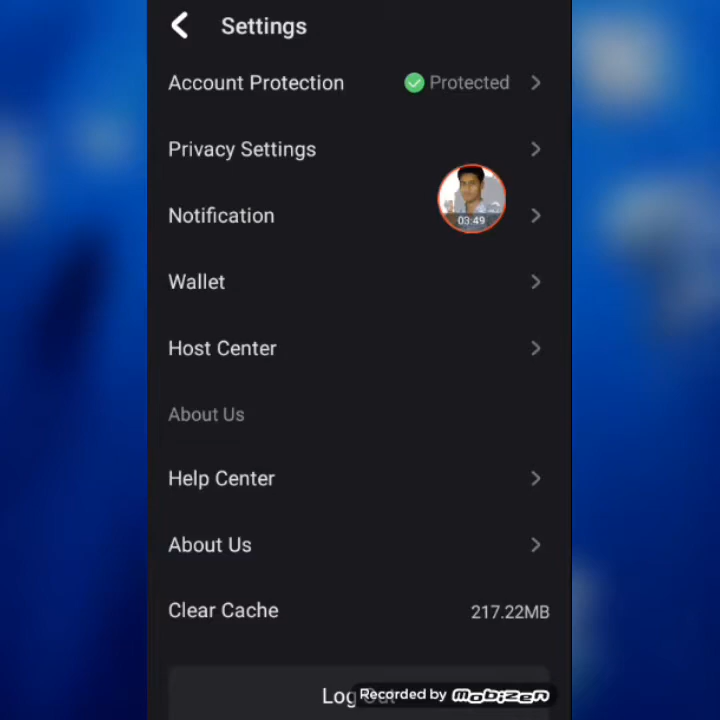 Settings
Account Protection Protected
Privacy Settings
03:49
Notification
Wallet
Host Center
About Us
Help Center
About Us
Clear Cache 217.22MB
Log Out
Recorded by mobizen